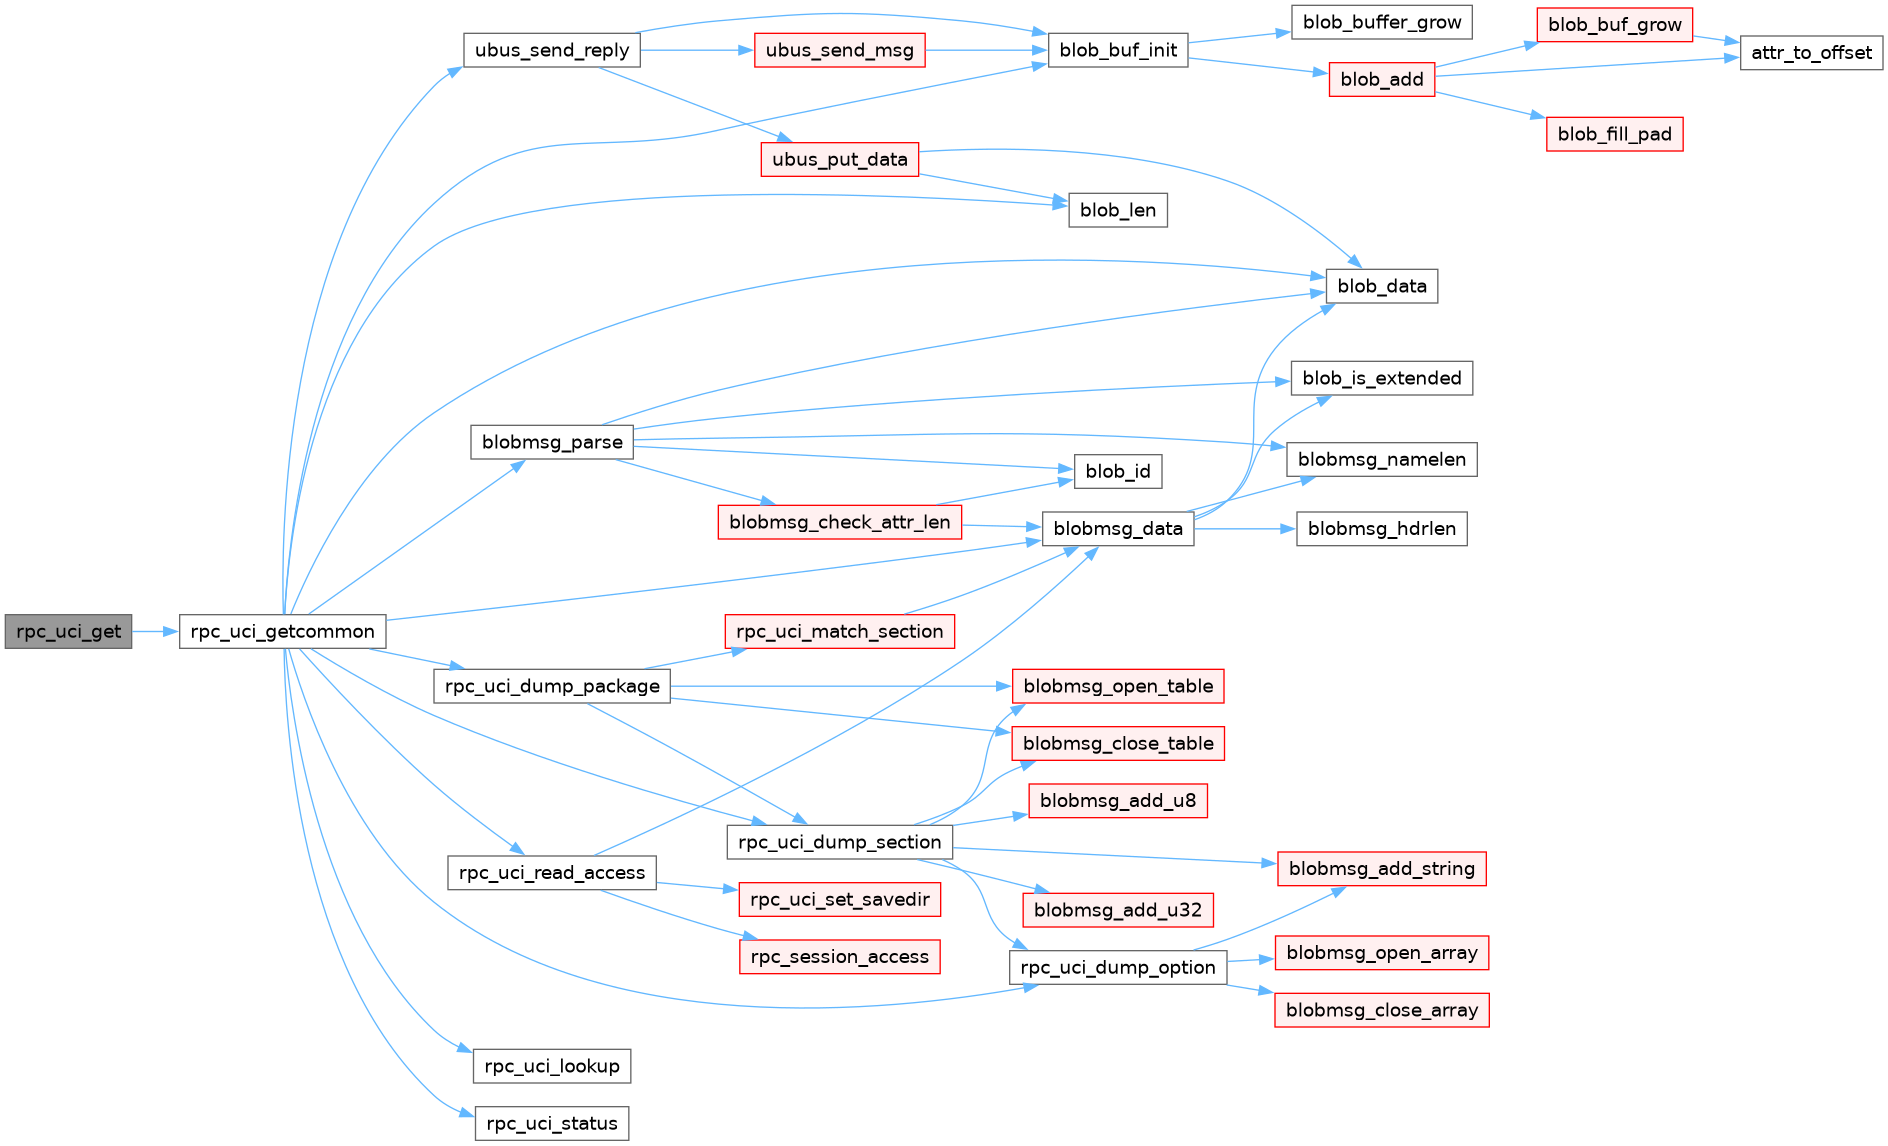 rpc_uci_get
rpc_uci_getcommon
ubus_send_reply
ubus_send_msg
ubus_put_data
blob_buf_init
blob_buffer_grow
blob_add
blob_buf_grow
attr_to_offset
blob_fill_pad
blob_len
blob_data
blobmsg_parse
blob_is_extended
blobmsg_namelen
blob_id
blobmsg_check_attr_len
blobmsg_data
blobmsg_hdrlen
rpc_uci_match_section
rpc_uci_dump_package
blobmsg_open_table
blobmsg_close_table
blobmsg_add_u8
rpc_uci_dump_section
blobmsg_add_string
rpc_uci_read_access
rpc_uci_set_savedir
blobmsg_add_u32
rpc_session_access
rpc_uci_dump_option
blobmsg_open_array
blobmsg_close_array
rpc_uci_lookup
rpc_uci_status